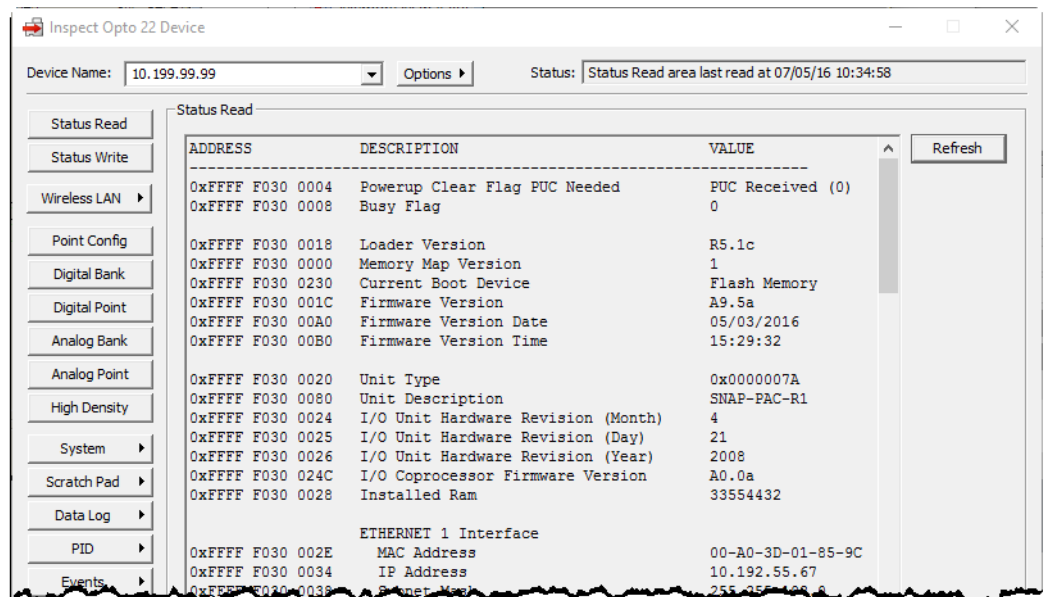 Inspect Opto 22 Device
Device Name: 10.199.99.99 Options Status: Status Read area last read at 07/05/16 10:34:58
Status Read
Status Write
Wireless LAN
Point Config
Digital Bank
Digital Point
Analog Bank
Analog Point
High Density
System
Scratch Pad
Data Log
PID
Events
Status Read
Refresh
ADDRESS DESCRIPTION VALUE
--------------------------------------------------------------------------
0xFFFF F030 0004 Powerup Clear Flag PUC Needed PUC Received (0)
0xFFFF F030 0008 Busy Flag 0
0xFFFF F030 0018 Loader Version R5.1c
0xFFFF F030 0000 Memory Map Version 1
0xFFFF F030 0230 Current Boot Device Flash Memory
0xFFFF F030 001C Firmware Version A9.5a
0xFFFF F030 00A0 Firmware Version Date 05/03/2016
0xFFFF F030 00B0 Firmware Version Time 15:29:32
0xFFFF F030 0020 Unit Type 0x0000007A
0xFFFF F030 0080 Unit Description SNAP-PAC-R1
0xFFFF F030 0024 I/O Unit Hardware Revision (Month) 4
0xFFFF F030 0025 I/O Unit Hardware Revision (Day) 21
0xFFFF F030 0026 I/O Unit Hardware Revision (Year) 2008
0xFFFF F030 024C I/O Coprocessor Firmware Version A0.0a
0xFFFF F030 0028 Installed Ram 33554432
ETHERNET 1 Interface
0xFFFF F030 002E MAC Address 00-A0-3D-01-85-9C
0xFFFF F030 0034 IP Address 10.192.55.67
0xFFFF F030 0038